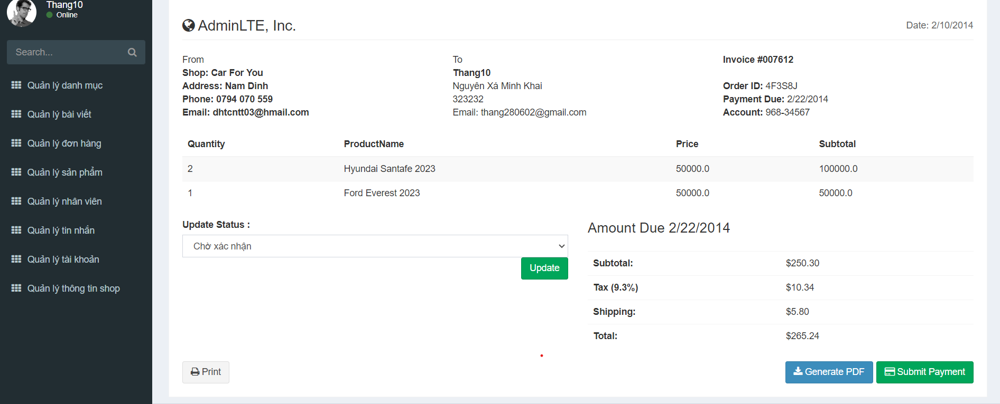 Thang10
Online
Search...
Quản lý danh mục
Quản lý bài viết
Quản lý đơn hàng
Quản lý sản phẩm
Quản lý nhân viên
Quản lý tin nhắn
Quản lý tài khoản
Quản lý thông tin shop
AdminLTE, Inc.
Date: 2/10/2014
From
Shop: Car For You
Address: Nam Dinh
Phone: 0794 070 559
Email: dhtcntt03@hmail.com
To
Thang10
Nguyên Xá Minh Khai
323232
Email: thang280602@gmail.com
Invoice #007612
Order ID: 4F3S8J
Payment Due: 2/22/2014
Account: 968-34567
Quantity ProductName Price Subtotal
2 Hyundai Santafe 2023 50000.0 100000.0
1 Ford Everest 2023 50000.0 50000.0
Update Status :
Chờ xác nhận
Update
Amount Due 2/22/2014
Subtotal: $250.30
Tax (9.3%) $10.34
Shipping: $5.80
Total: $265.24
Print
Generate PDF
Submit Payment